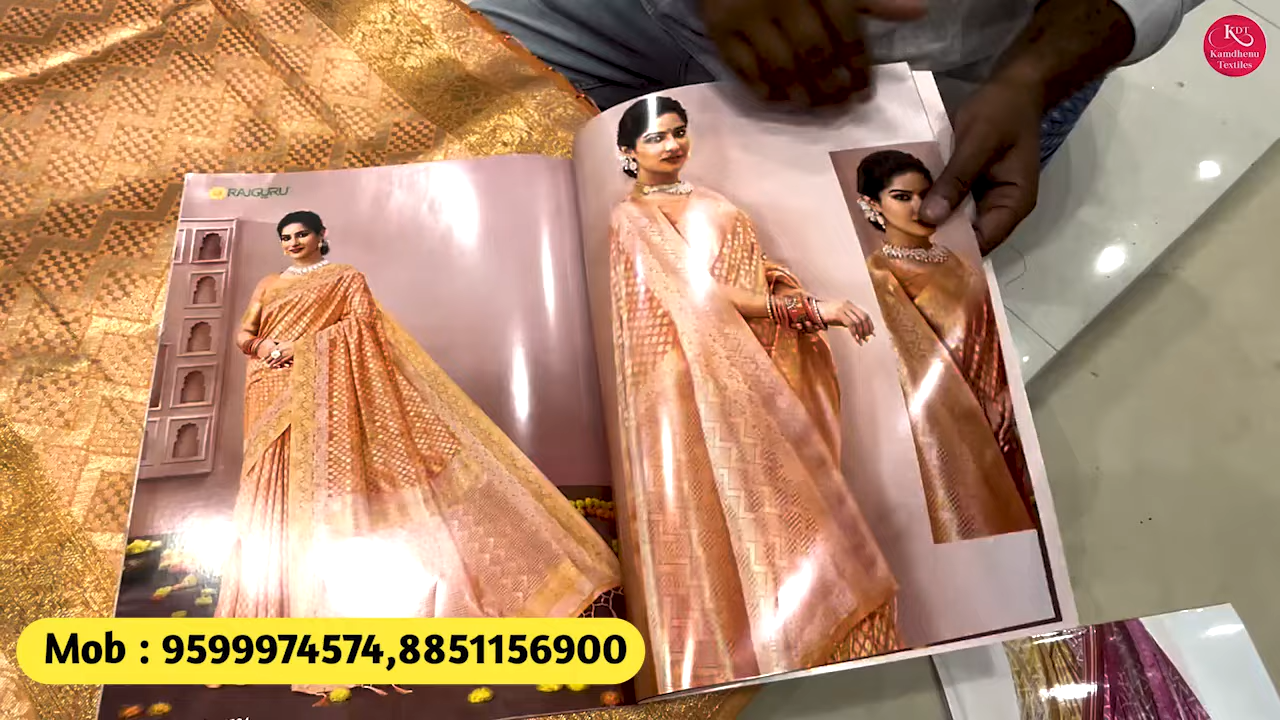 KDT
Kamdhenu
Textiles
RAJGURU
Mob : 9599974574,8851156900